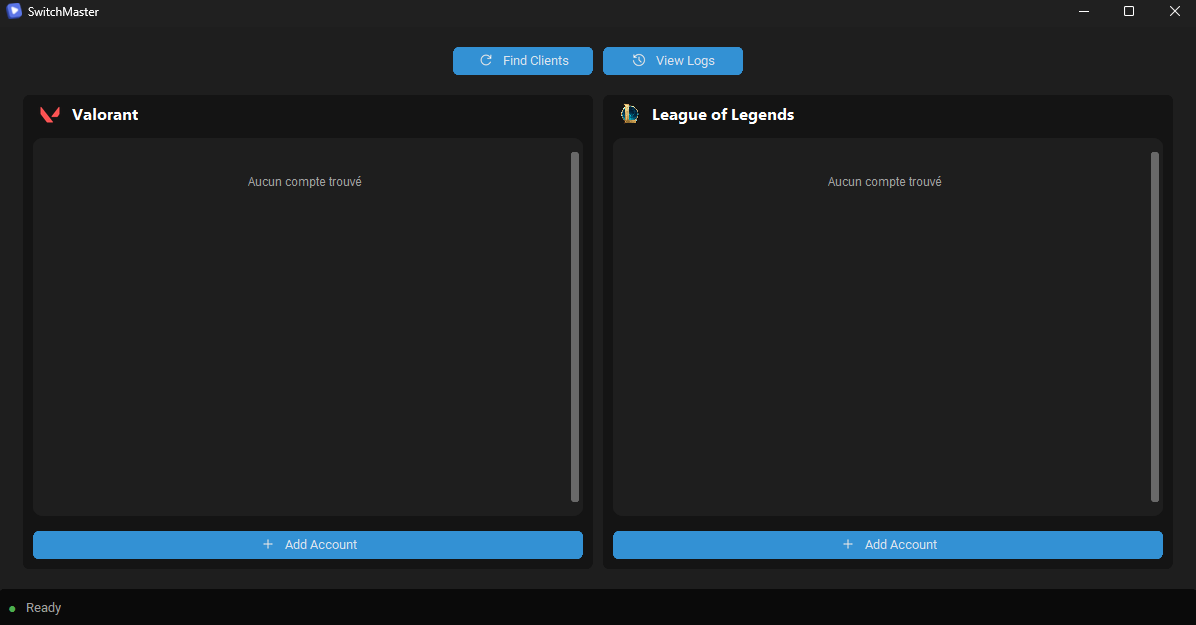 SwitchMaster
Find Clients
View Logs
Valorant
League of Legends
Aucun compte trouvé
Aucun compte trouvé
Add Account
Add Account
Ready